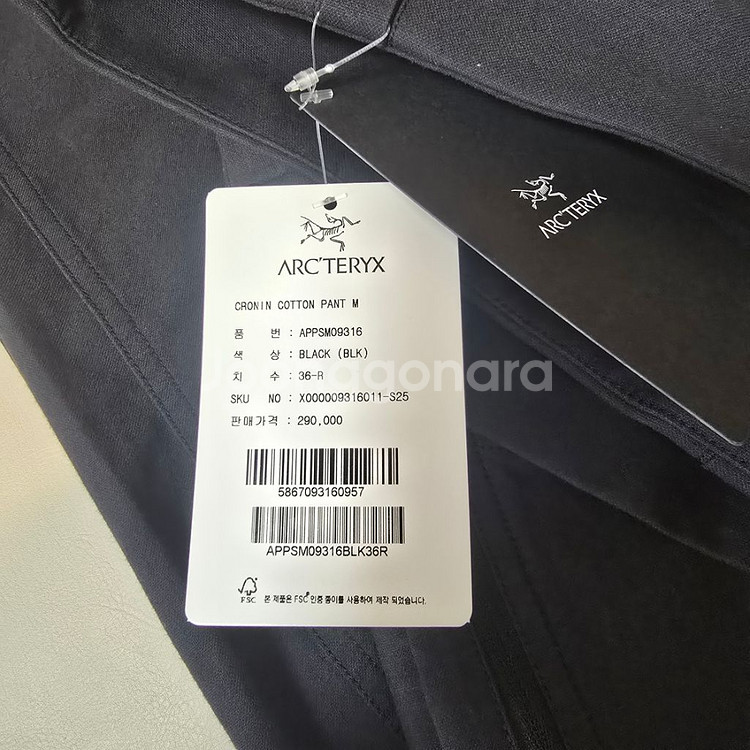 ARC'TERYX
ARC'TERYX
CRONIN COTTON PANT M
품 번 : APPSM09316
색 상 : BLACK (BLK)
치 수 : 36-R
SKU NO : X000009316011-S25
판매가격 : 290,000
5867093160957
APPSM09316BLK36R
FSC 본 제품은 FSC® 인증 종이를 사용하여 제작 되었습니다.